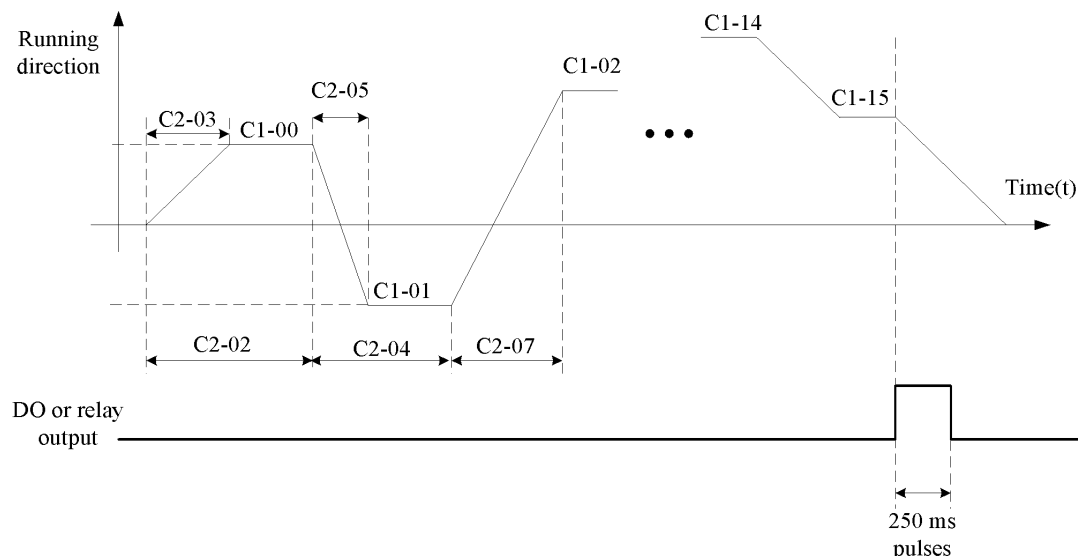 Running
direction
C1-14
C1-02
C2-05
C1-15
C2-03
C1-00
Time(t)
C1-01
C2-02
C2-04
C2-07
DO or relay
output
250 ms
pulses